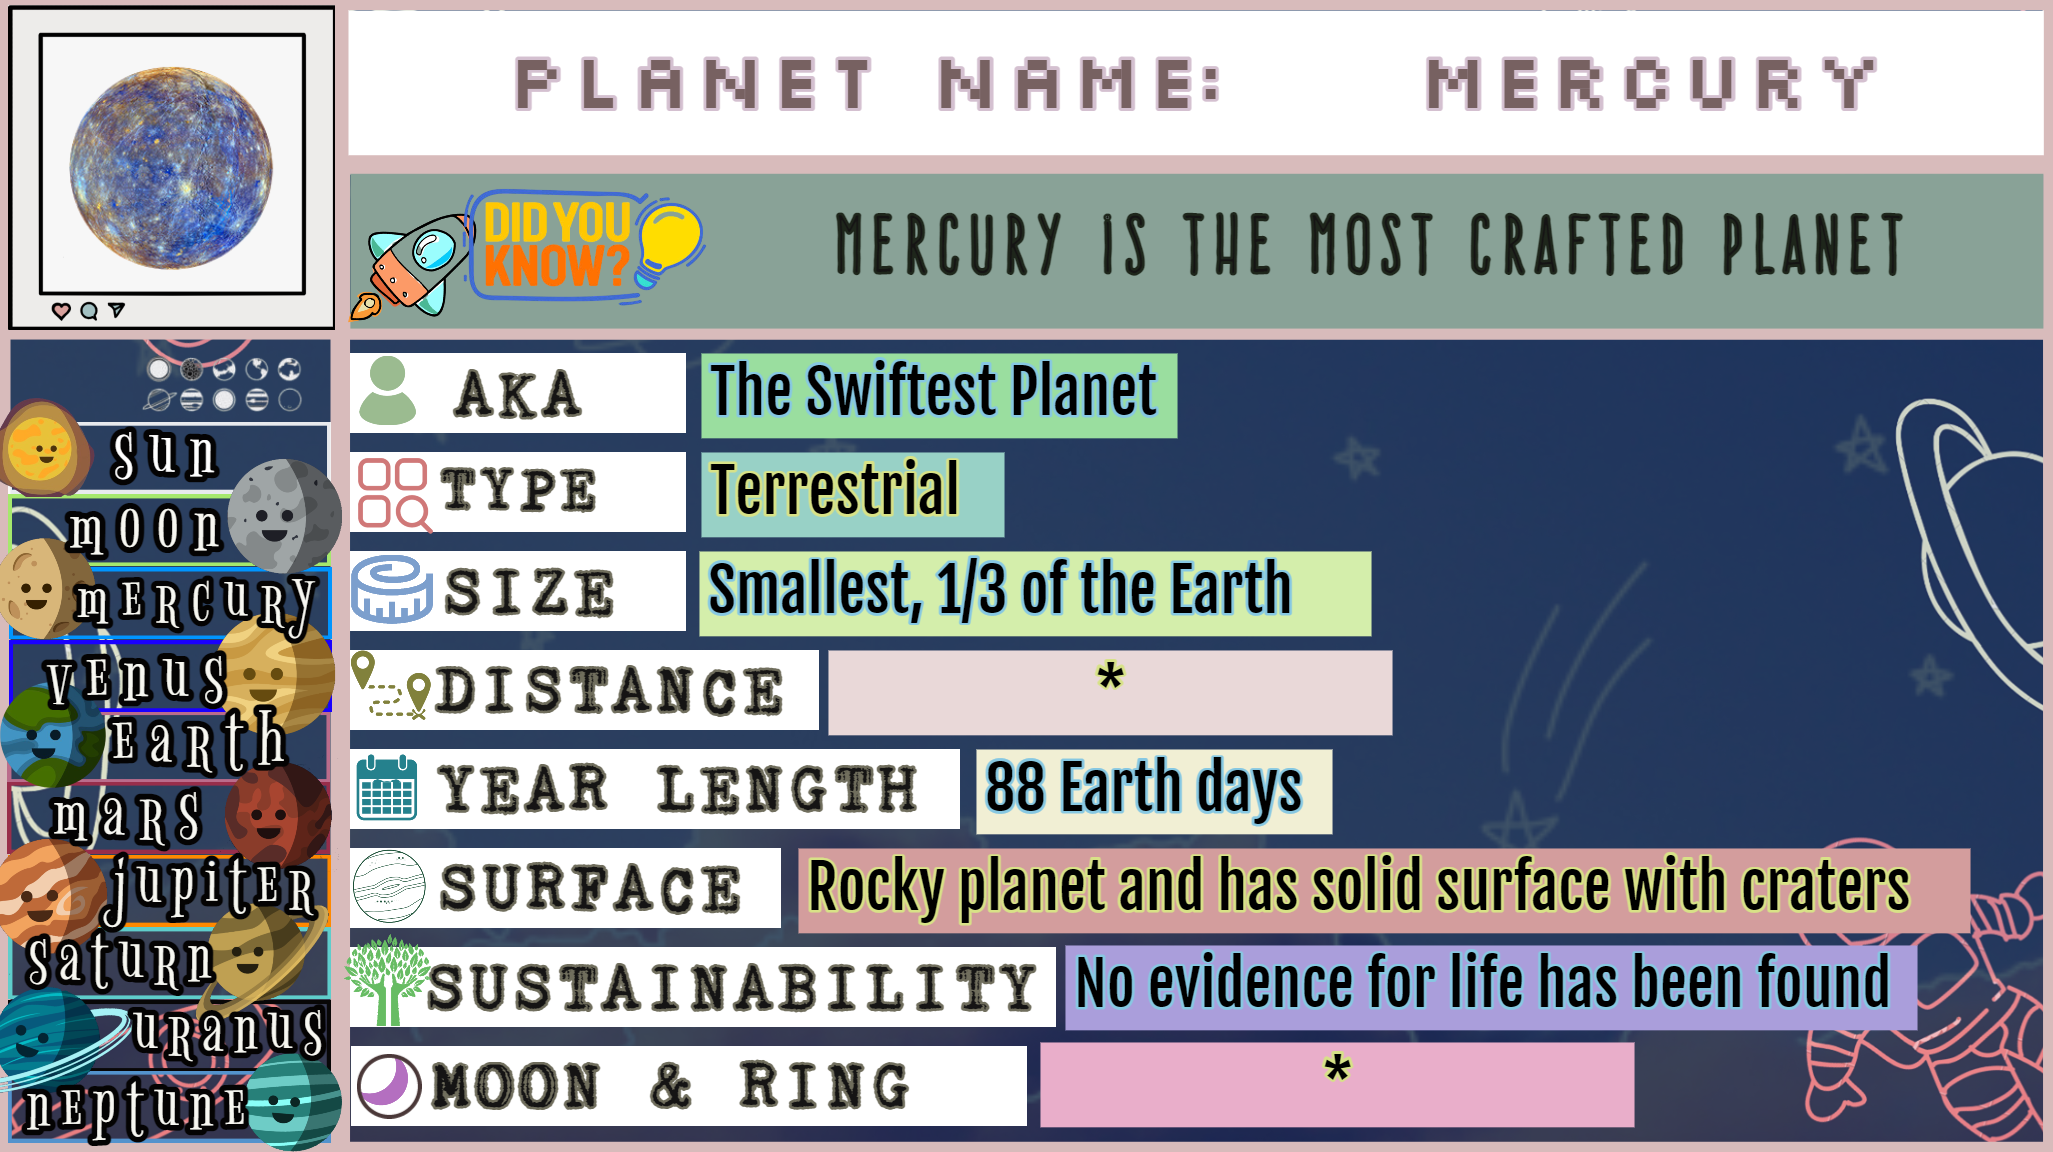 PLANET NAME: MERCURY
DID YOU
KNOW?
MERCURY iS THE MOST CRAFTED PLANET
AKA The Swiftest Planet
TYPE Terrestrial
SIZE Smallest, 1/3 of the Earth
DISTANCE *
YEAR LENGTH 88 Earth days
SURFACE Rocky planet and has solid surface with craters
SUSTAINABILITY No evidence for life has been found
MOON & RING *
sun
moon
mERCuRy
vEnus
EaRth
maRs
jupitER
satuRn
uRanus
nEptunE